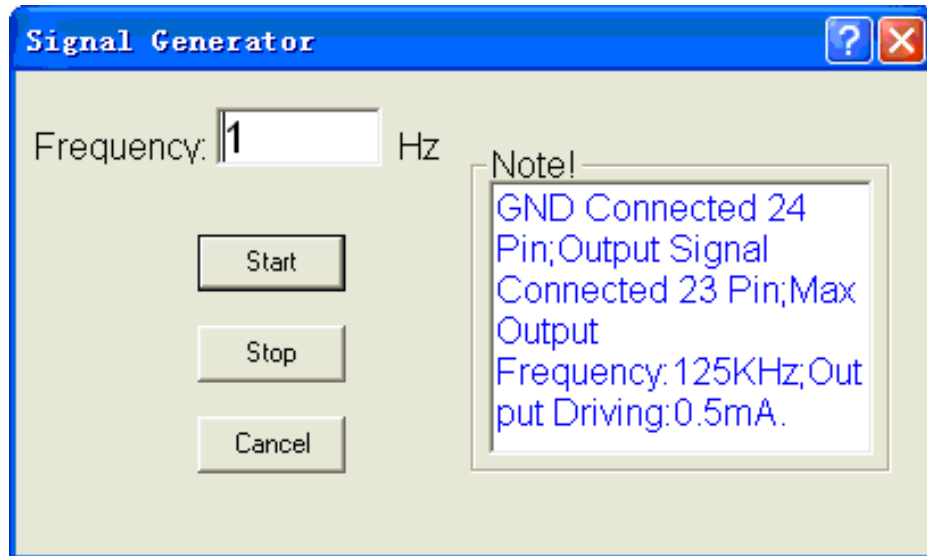 Signal Generator
Frequency: 1 Hz
Note!
GND Connected 24
Pin;Output Signal
Connected 23 Pin;Max
Output
Frequency:125KHz;Out
put Driving:0.5mA.
Start
Stop
Cancel